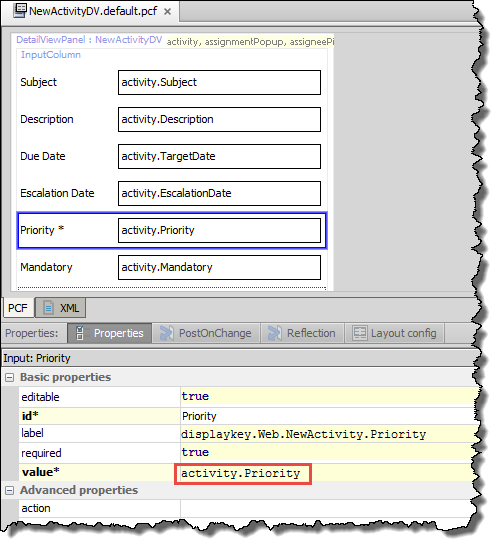 NewActivityDV.default.pcf ×
DetailViewPanel : NewActivityDV activity, assignmentPopup, assigneePi
InputColumn
Subject activity.Subject
Description activity.Description
Due Date activity.TargetDate
Escalation Date activity.EscalationDate
Priority * activity.Priority
Mandatory activity.Mandatory
PCF XML
Properties: Properties PostOnChange Reflection Layout config
Input: Priority
Basic properties
editable true
id* Priority
label displaykey.Web.NewActivity.Priority
required true
value* activity.Priority
Advanced properties
action